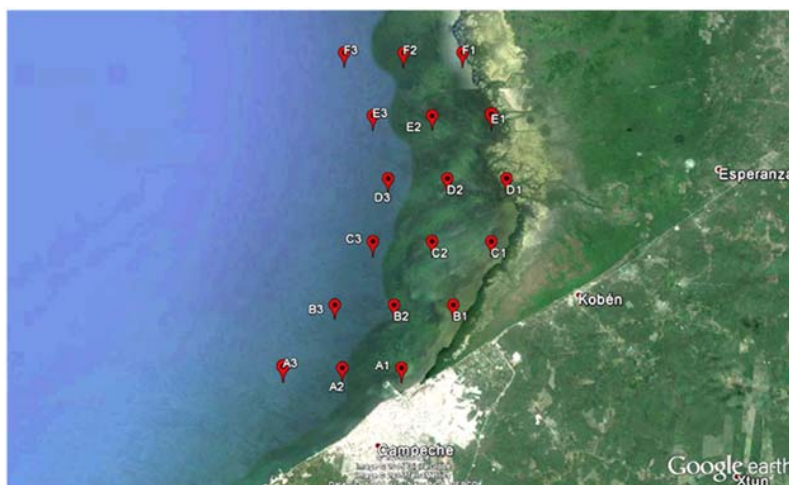 F3 F2 F1
E3 E2 E1
Esperanza
D3 D2 D1
C3 C2 C1
Kobén
B3 B2 B1
A3 A2 A1
Campeche
Google earth
Xtun